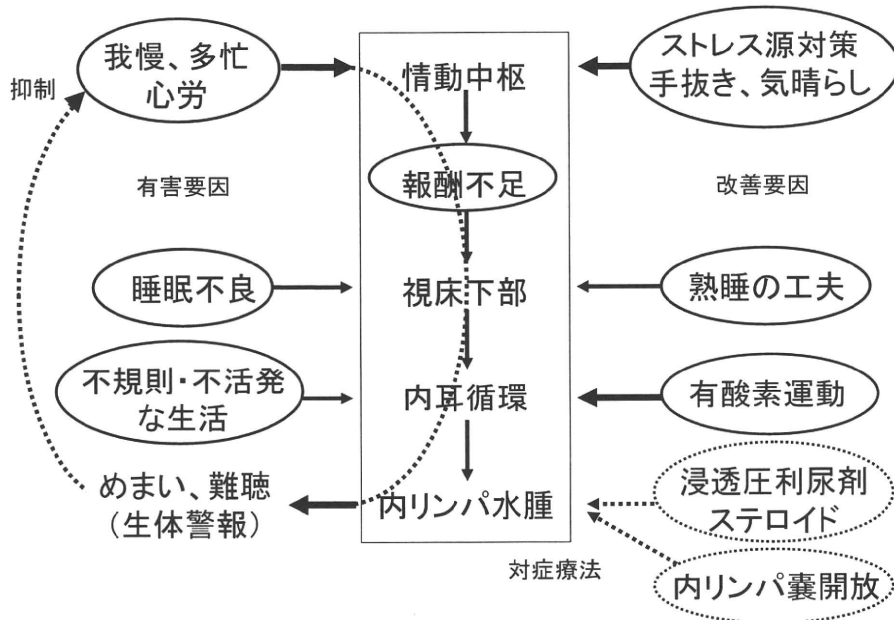 我慢、多忙
心労
抑制
有害要因
睡眠不良
不規則・不活発
な生活
めまい、難聴
(生体警報)
情動中枢
報酬不足
視床下部
内耳循環
内リンパ水腫
ストレス源対策
手抜き、気晴らし
改善要因
熟睡の工夫
有酸素運動
浸透圧利尿剤
ステロイド
内リンパ嚢開放
対症療法